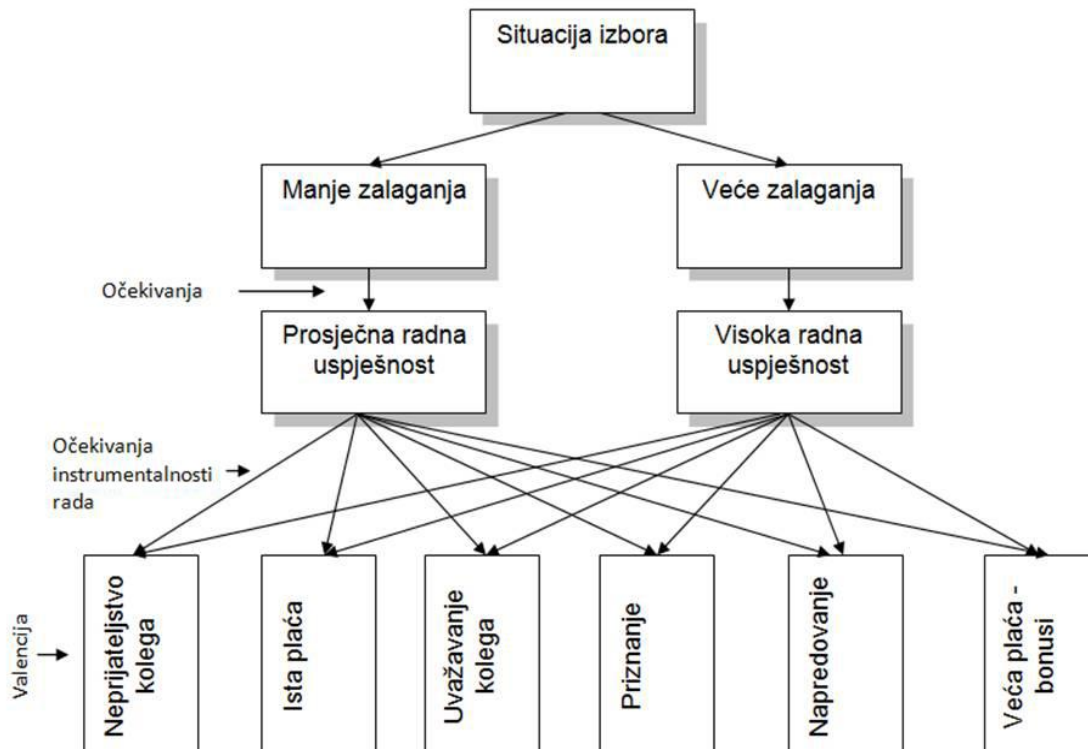 Situacija izbora
Manje zalaganja
Veće zalaganja
Očekivanja
Prosječna radna
uspješnost
Visoka radna
uspješnost
Očekivanja
instrumentalnosti
rada
Valencija
Neprijateljstvo
kolega
Ista plaća
Uvažavanje
kolega
Priznanje
Napredovanje
Veća plaća -
bonusi